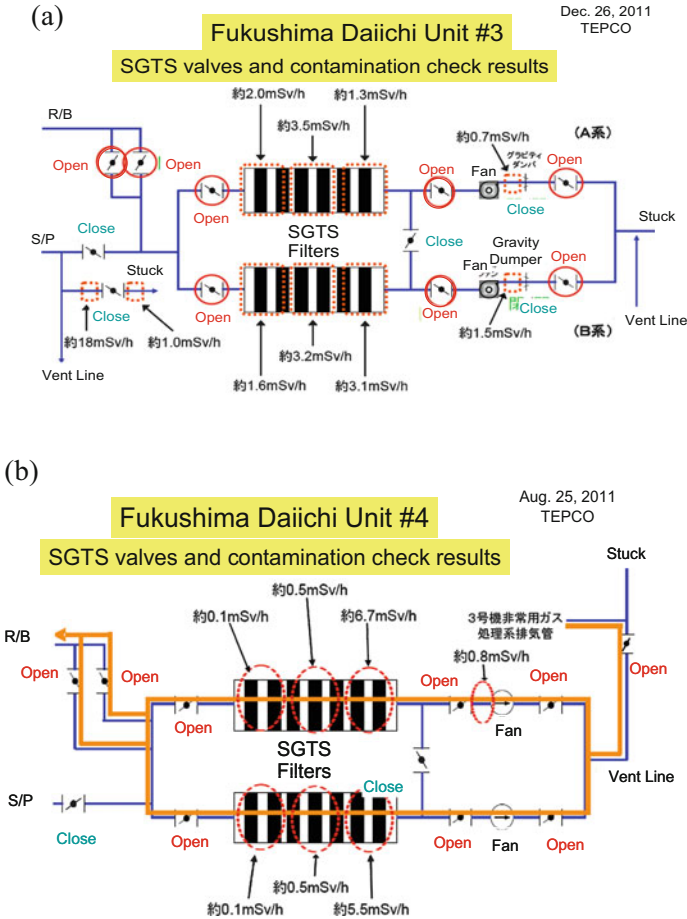 (a)
Dec. 26, 2011
TEPCO
Fukushima Daiichi Unit #3
SGTS valves and contamination check results
約2.0mSv/h
約1.3mSv/h
R/B
約3.5mSv/h
約0.7mSv/h
(A系)
グラビティ
ダンパ
Open
Open
Open
Fan
Open
Close
Open
SGTS
Filters
S/P
Close
Close
Stuck
Stuck
Gravity
Dumper
Fan
ファン
Close
Open
Open
Open
閉
Close
約18mSv/h
約1.0mSv/h
約1.5mSv/h
(B系)
Vent Line
約3.2mSv/h
Vent Line
約1.6mSv/h
約3.1mSv/h
(b)
Aug. 25, 2011
TEPCO
Fukushima Daiichi Unit #4
SGTS valves and contamination check results
Stuck
約0.5mSv/h
約0.1mSv/h
約6.7mSv/h
3号機非常用ガス
処理系排気管
R/B
約0.8mSv/h
Open
Open
Open
Open
Open
Open
Fan
SGTS
Filters
Vent Line
Close
S/P
Close
Open
Open
Fan
Open
約0.5mSv/h
約0.1mSv/h
約5.5mSv/h